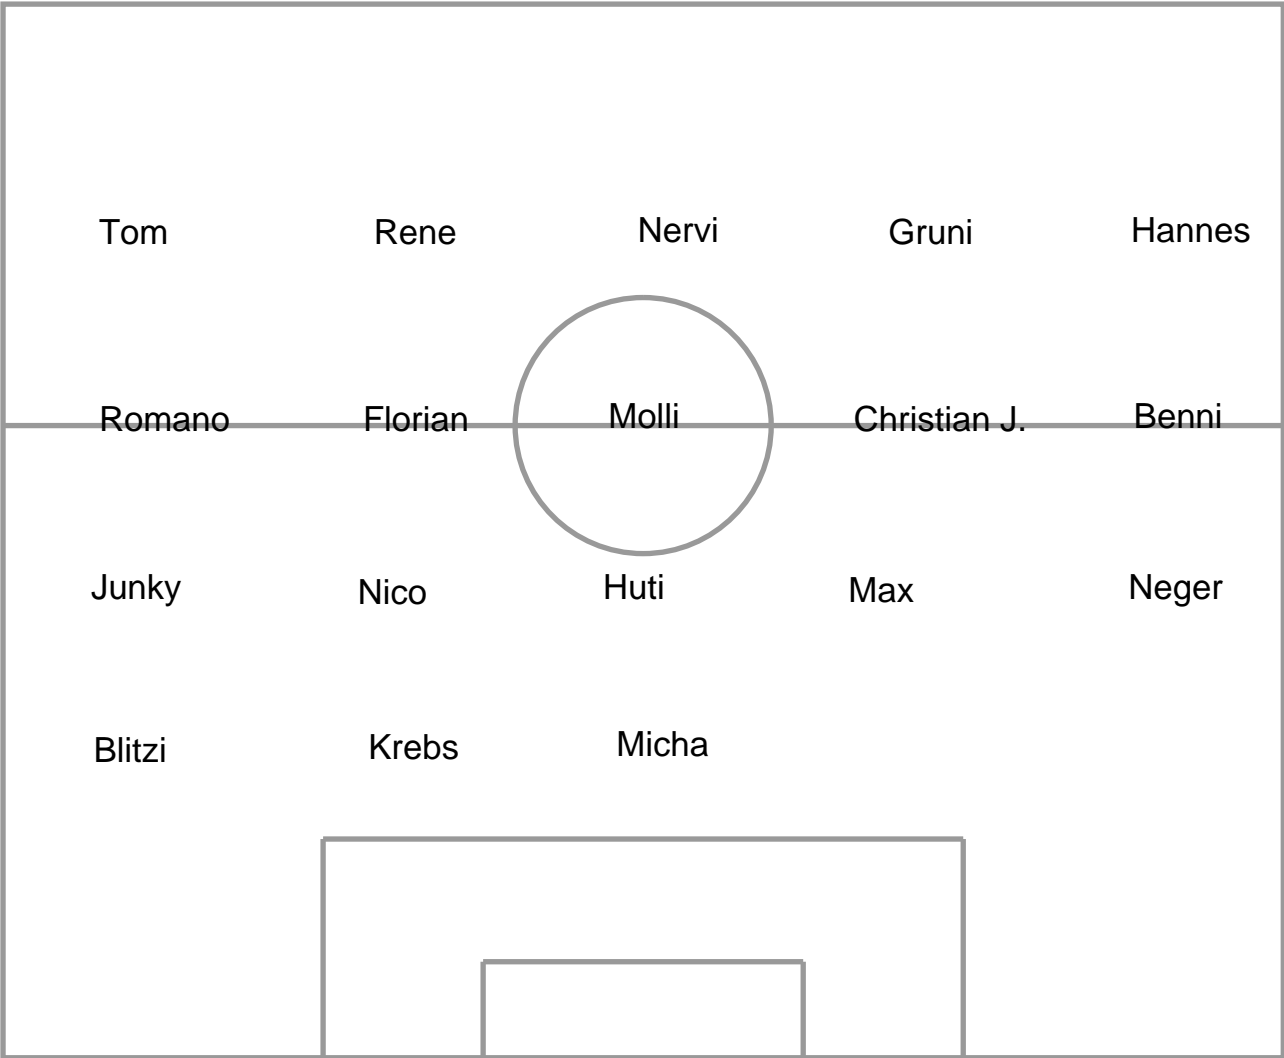 Tom Rene Nervi Gruni Hannes
Romano Florian Molli Christian J. Benni
Junky Nico Huti Max Neger
Blitzi Krebs Micha